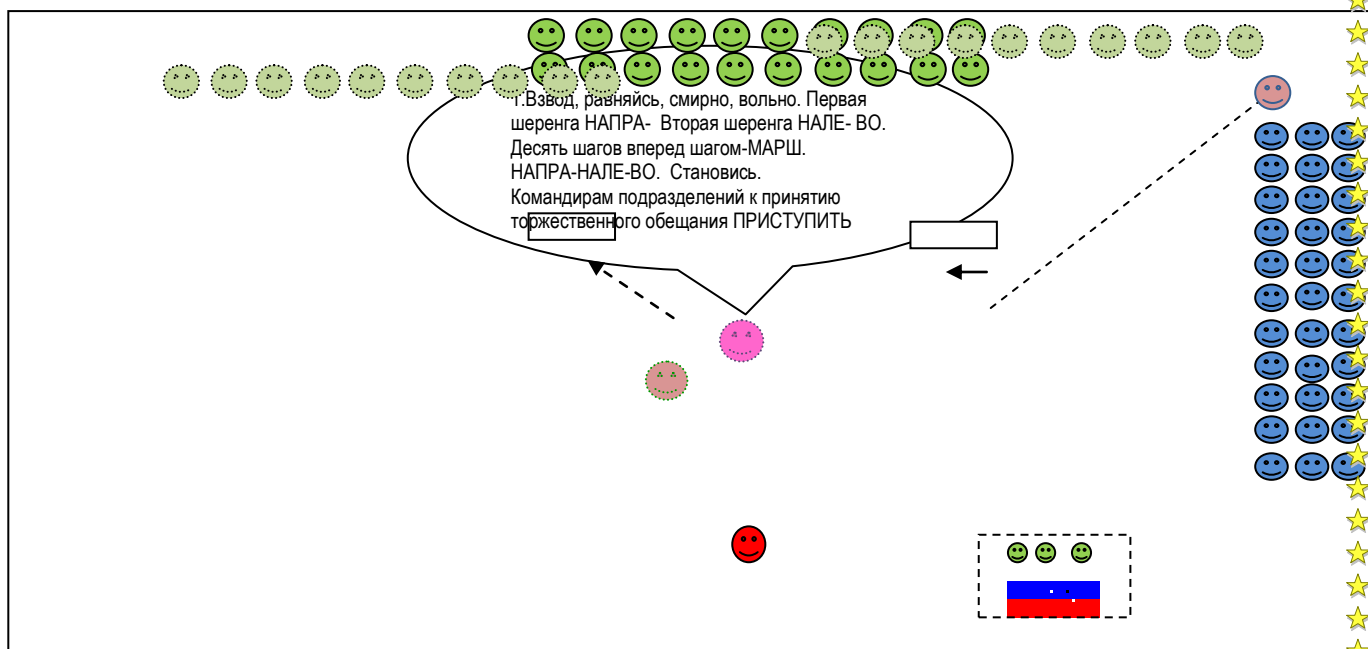 1.Взвод, равняйсь, смирно, вольно. Первая
шеренга НАПРА- Вторая шеренга НАЛЕ- ВО.
Десять шагов вперед шагом-МАРШ.
НАПРА-НАЛЕ-ВО. Становись.
Командирам подразделений к принятию
торжественного обещания ПРИСТУПИТЬ